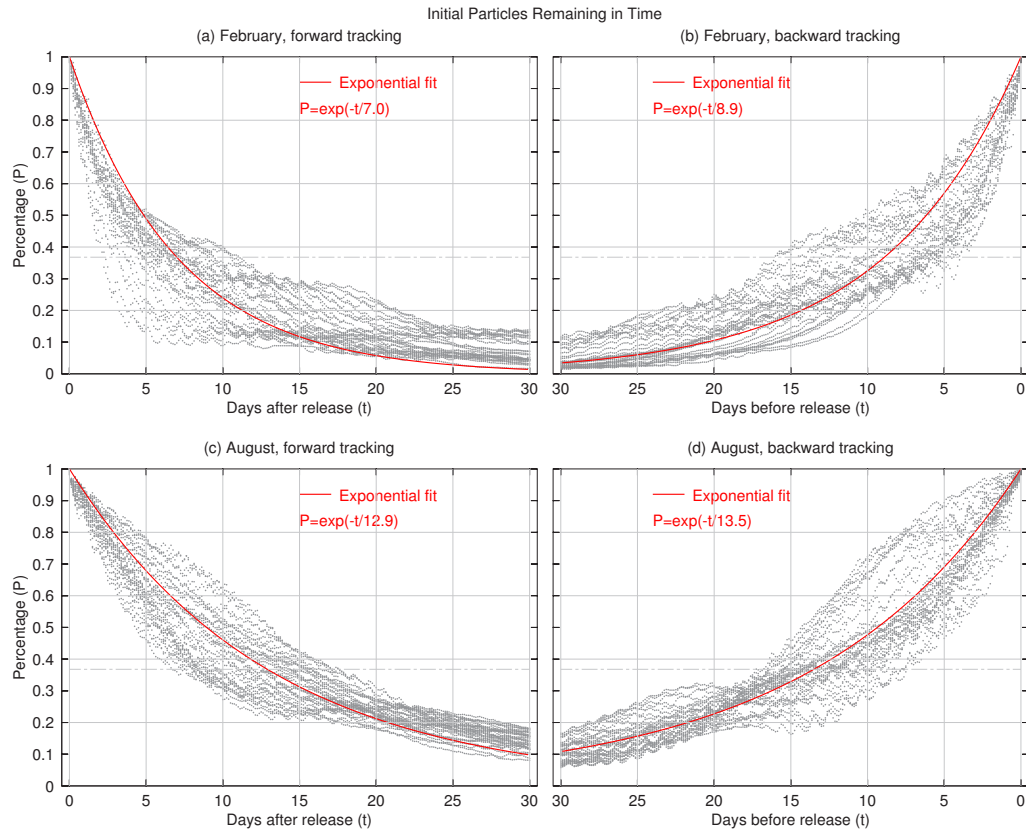 Initial Particles Remaining in Time
(a) February, forward tracking
(b) February, backward tracking
Percentage (P)
1
0.9
0.8
0.7
0.6
0.5
0.4
0.3
0.2
0.1
0
Exponential fit
P=exp(-t/7.0)
Exponential fit
P=exp(-t/8.9)
0 5 10 15 20 25 30
30 25 20 15 10 5 0
Days after release (t)
Days before release (t)
(c) August, forward tracking
(d) August, backward tracking
Percentage (P)
1
0.9
0.8
0.7
0.6
0.5
0.4
0.3
0.2
0.1
0
Exponential fit
P=exp(-t/12.9)
Exponential fit
P=exp(-t/13.5)
0 5 10 15 20 25 30
30 25 20 15 10 5 0
Days after release (t)
Days before release (t)